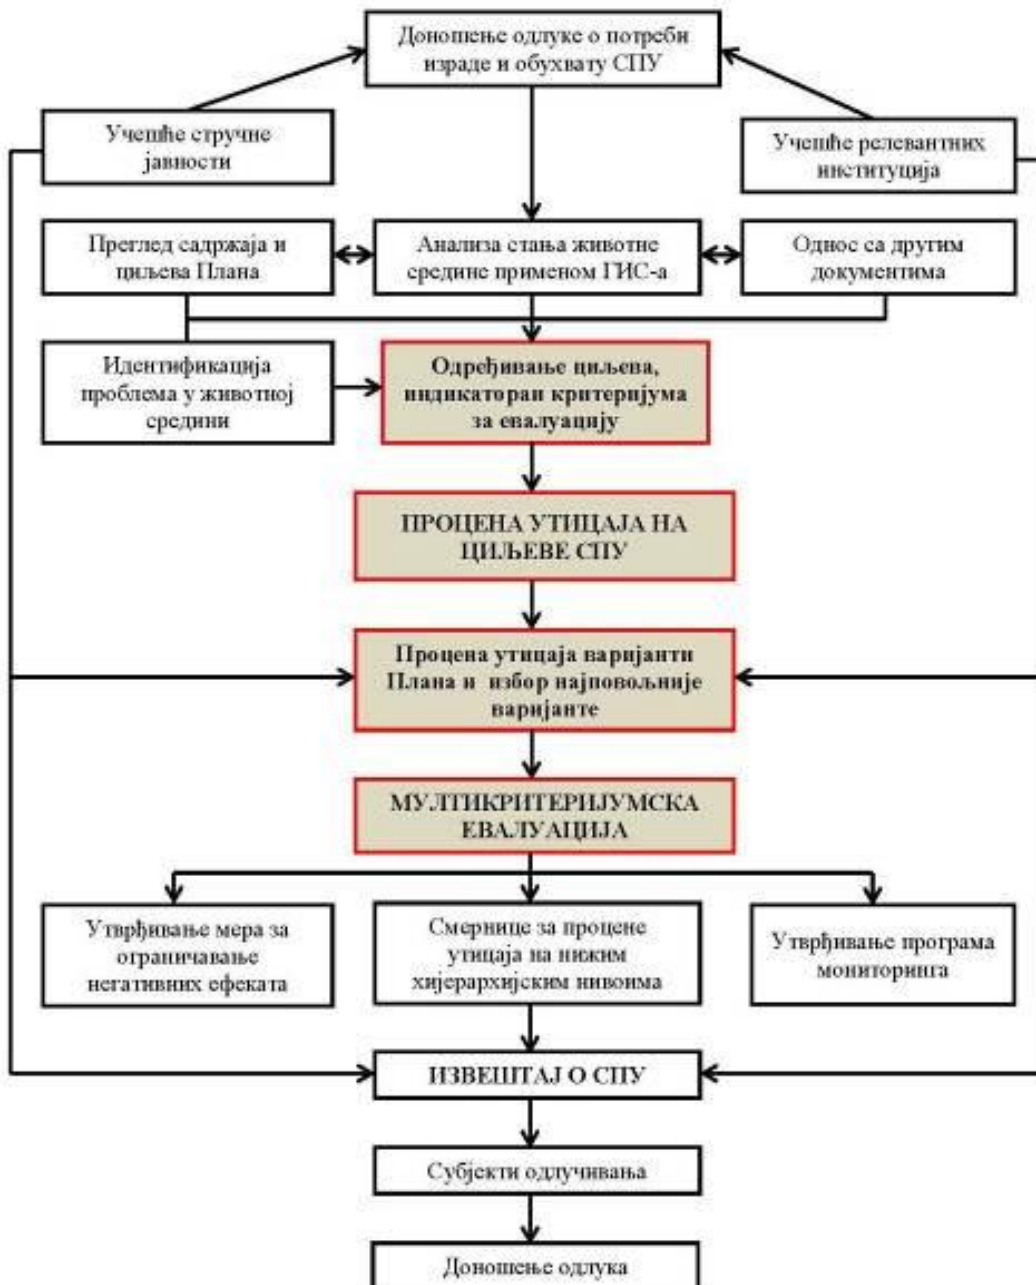 Доношење одлуке о потреби
израде и обухвату СПУ
Учешће стручне
јавности
Учешће релевантних
институција
Преглед садржаја и
циљева Плана
Анализа стања животне
средине применом ГИС-а
Однос са другим
документима
Идентификација
проблема у животној
средини
Одређивање циљева,
индикатораи критеријума
за евалуацију
ПРОЦЕНА УТИЦАЈА НА
ЦИЉЕВЕ СПУ
Процена утицаја варијанти
Плана и избор најповољније
варијанте
МУЛТИКРИТЕРИЈУМСКА
ЕВАЛУАЦИЈА
Утврђивање мера за
ограничавање
негативних ефеката
Смернице за процене
утицаја на нижим
хијерархијским нивоима
Утврђивање програма
мониторинга
ИЗВЕШТАЈ О СПУ
Субјекти одлучивања
Доношење одлука